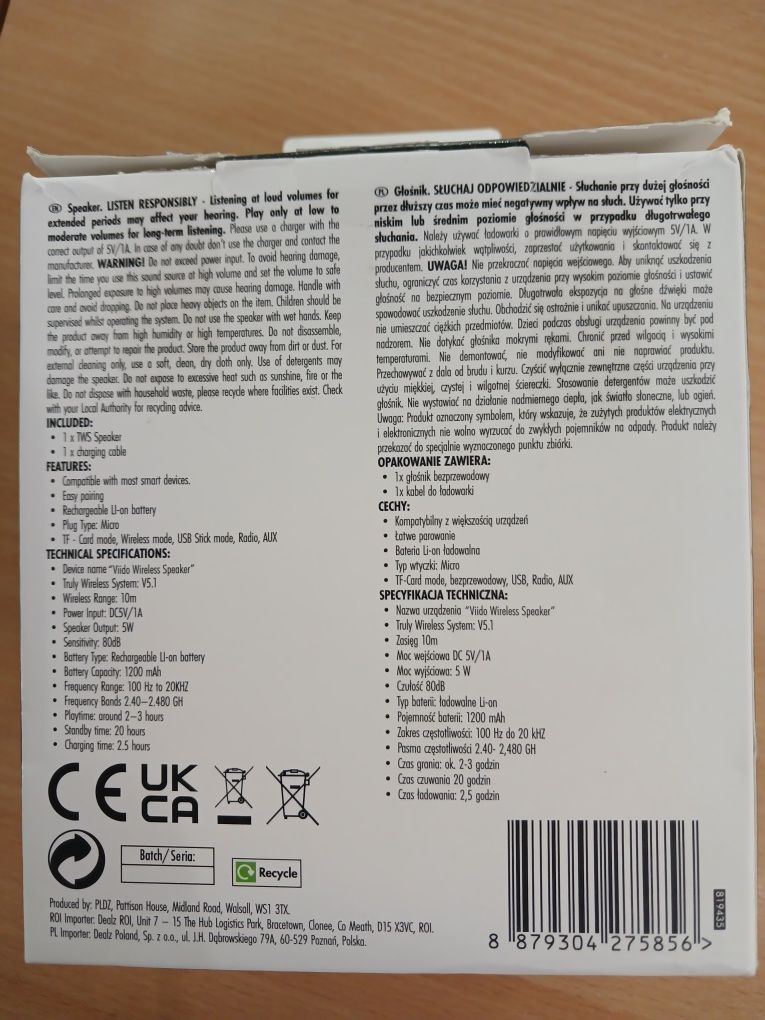 EN Speaker. LISTEN RESPONSIBLY - Listening at loud volumes for
extended periods may affect your hearing. Play only at low to
moderate volumes for long-term listening. Please use a charger with the
correct output of 5V/1A. In case of any doubt don't use the charger and contact the
manufacturer. WARNING! Do not exceed power input. To avoid hearing damage,
limit the time you use this sound source at high volume and set the volume to safe
level. Prolonged exposure to high volumes may cause hearing damage. Handle with
care and avoid dropping. Do not place heavy objects on the item. Children should be
supervised whilst operating the system. Do not use the speaker with wet hands. Keep
the product away from high humidity or high temperatures. Do not disassemble,
modify, or attempt to repair the product. Store the product away from dirt or dust. For
external cleaning only, use a soft, clean, dry cloth only. Use of detergents may
damage the speaker. Do not expose to excessive heat such as sunshine, fire or the
like. Do not dispose with household waste, please recycle where facilities exist. Check
with your Local Authority for recycling advice.
INCLUDED:
• 1 x TWS Speaker
• 1 x charging cable
FEATURES:
• Compatible with most smart devices.
• Easy pairing
• Rechargeable LI-on battery
• Plug Type: Micro
• TF - Card mode, Wireless mode, USB Stick mode, Radio, AUX
TECHNICAL SPECIFICATIONS:
• Device name "Viido Wireless Speaker"
• Truly Wireless System: V5.1
• Wireless Range: 10m
• Power Input: DC5V/1A
• Speaker Output: 5W
• Sensitivity: 80dB
• Battery Type: Rechargeable LI-on battery
• Battery Capacity: 1200 mAh
• Frequency Range: 100 Hz to 20KHZ
• Frequency Bands 2.40–2.480 GH
• Playtime: around 2–3 hours
• Standby time: 20 hours
• Charging time: 2.5 hours
CE UK
CA
Batch/Seria:
Recycle
Produced by: PLDZ, Pattison House, Midland Road, Walsall, WS1 3TX.
ROI Importer: Dealz ROI, Unit 7 – 15 The Hub Logistics Park, Bracetown, Clonee, Co Meath, D15 X3VC, ROI.
PL Importer: Dealz Poland, Sp. z o.o., ul. J.H. Dąbrowskiego 79A, 60-529 Poznań, Polska.
PL Głośnik. SŁUCHAJ ODPOWIEDZIALNIE - Słuchanie przy dużej głośności
przez dłuższy czas może mieć negatywny wpływ na słuch. Używać tylko przy
niskim lub średnim poziomie głośności w przypadku długotrwałego
słuchania. Należy używać ładowarki o prawidłowym napięciu wyjściowym 5V/1A. W
przypadku jakichkolwiek wątpliwości, zaprzestać użytkowania i skontaktować się z
producentem. UWAGA! Nie przekraczać napięcia wejściowego. Aby uniknąć uszkodzenia
słuchu, ograniczyć czas korzystania z urządzenia przy wysokim poziomie głośności i ustawić
głośność na bezpiecznym poziomie. Długotrwała ekspozycja na głośne dźwięki może
spowodować uszkodzenie słuchu. Obchodzić się ostrożnie i unikać upuszczania. Na urządzeniu
nie umieszczać ciężkich przedmiotów. Dzieci podczas obsługi urządzenia powinny być pod
nadzorem. Nie dotykać głośnika mokrymi rękami. Chronić przed wilgocią i wysokimi
temperaturami. Nie demontować, nie modyfikować ani nie naprawiać produktu.
Przechowywać z dala od brudu i kurzu. Czyścić wyłącznie zewnętrzne części urządzenia przy
użyciu miękkiej, czystej i wilgotnej ściereczki. Stosowanie detergentów może uszkodzić
głośnik. Nie wystawiać na działanie nadmiernego ciepła, jak światło słoneczne, lub ogień.
Uwaga: Produkt oznaczony symbolem, który wskazuje, że zużytych produktów elektrycznych
i elektronicznych nie wolno wyrzucać do zwykłych pojemników na odpady. Produkt należy
przekazać do specjalnie wyznaczonego punktu zbiórki.
OPAKOWANIE ZAWIERA:
• 1x głośnik bezprzewodowy
• 1x kabel do ładowarki
CECHY:
• Kompatybilny z większością urządzeń
• Łatwe parowanie
• Bateria Li-on ładowalna
• Typ wtyczki: Micro
• TF-Card mode, bezprzewodowy, USB, Radio, AUX
SPECYFIKACJA TECHNICZNA:
• Nazwa urządzenia "Viido Wireless Speaker"
• Truly Wireless System: V5.1
• Zasięg 10m
• Moc wejściowa DC 5V/1A
• Moc wyjściowa: 5 W
• Czułość 80dB
• Typ baterii: ładowalne Li-on
• Pojemność baterii: 1200 mAh
• Zakres częstotliwości: 100 Hz do 20 kHZ
• Pasma częstotliwości 2.40- 2,480 GH
• Czas grania: ok. 2-3 godzin
• Czas czuwania 20 godzin
• Czas ładowania: 2,5 godzin
819435
8 879304 275856 >